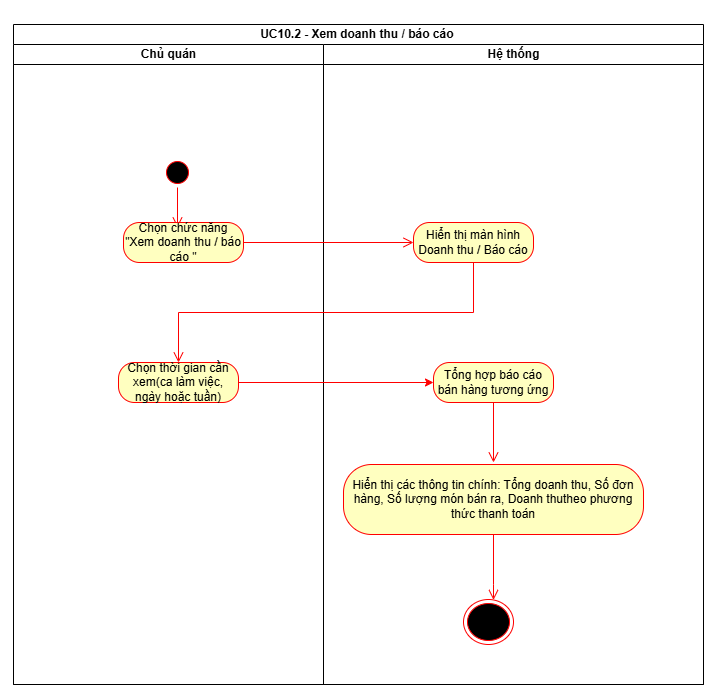 UC10.2 - Xem doanh thu / báo cáo
Chủ quán
Hệ thống
Chọn chức năng
"Xem doanh thu / báo
cáo "
Hiển thị màn hình
Doanh thu / Báo cáo
Chọn thời gian cần
xem(ca làm việc,
ngày hoặc tuần)
Tổng hợp báo cáo
bán hàng tương ứng
Hiển thị các thông tin chính: Tổng doanh thu, Số đơn
hàng, Số lượng món bán ra, Doanh thutheo phương
thức thanh toán